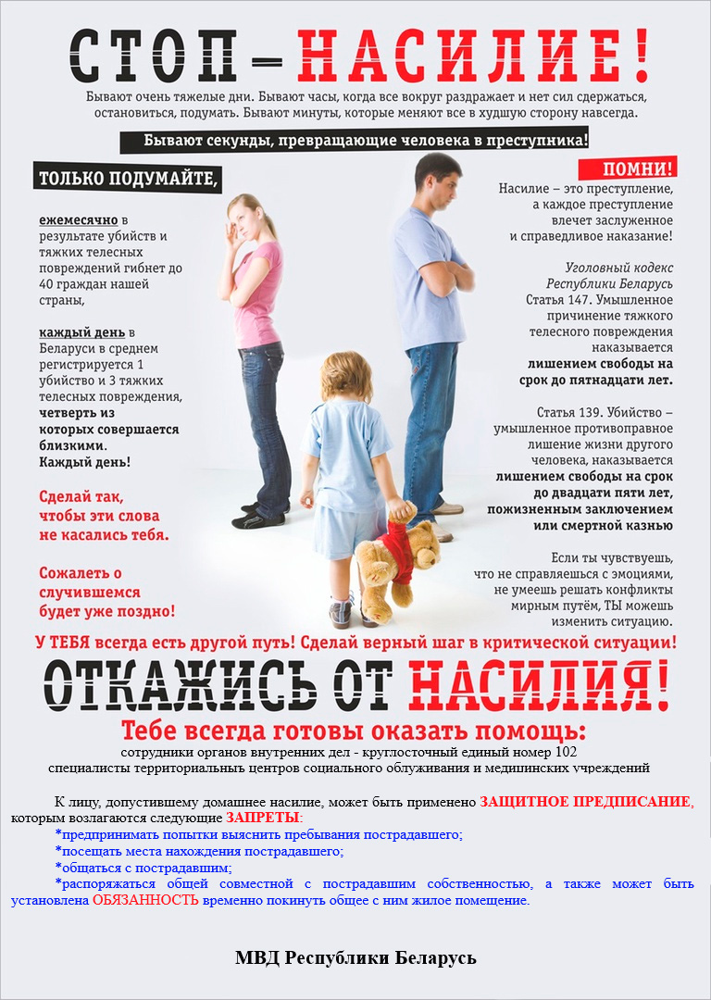 СТОП – НАСИЛИЕ!
Бывают очень тяжелые дни. Бывают часы, когда все вокруг раздражает и нет сил сдержаться,
остановиться, подумать. Бывают минуты, которые меняют все в худшую сторону навсегда.
Бывают секунды, превращающие человека в преступника!
ТОЛЬКО ПОДУМАЙТЕ,
ежемесячно в
результате убийств и
тяжких телесных
повреждений гибнет до
40 граждан нашей
страны,
каждый день в
Беларуси в среднем
регистрируется 1
убийство и 3 тяжких
телесных повреждения,
четверть из
которых совершается
близкими.
Каждый день!
Сделай так,
чтобы эти слова
не касались тебя.
Сожалеть о
случившемся
будет уже поздно!
ПОМНИ!
Насилие – это преступление,
а каждое преступление
влечет заслуженное
и справедливое наказание!
Уголовный кодекс
Республики Беларусь
Статья 147. Умышленное
причинение тяжкого
телесного повреждения
наказывается
лишением свободы на
срок до пятнадцати лет.
Статья 139. Убийство –
умышленное противоправное
лишение жизни другого
человека, наказывается
лишением свободы на срок
до двадцати пяти лет,
пожизненным заключением
или смертной казнью
Если ты чувствуешь,
что не справляешься с эмоциями,
не умеешь решать конфликты
мирным путём, ТЫ можешь
изменить ситуацию.
У ТЕБЯ всегда есть другой путь! Сделай верный шаг в критической ситуации!
ОТКАЖИСЬ ОТ НАСИЛИЯ!
Тебе всегда готовы оказать помощь:
сотрудники органов внутренних дел - круглосточный единый номер 102
специалисты территориальных центров социального облуживания и медицинских учреждений
К лицу, допустившему домашнее насилие, может быть применено ЗАЩИТНОЕ ПРЕДПИСАНИЕ,
которым возлагаются следующие ЗАПРЕТЫ:
*предпринимать попытки выяснить пребывания пострадавшего;
*посещать места нахождения пострадавшего;
*общаться с пострадавшим;
*распоряжаться общей совместной с пострадавшим собственностью, а также может быть
установлена ОБЯЗАННОСТЬ временно покинуть общее с ним жилое помещение.
МВД Республики Беларусь